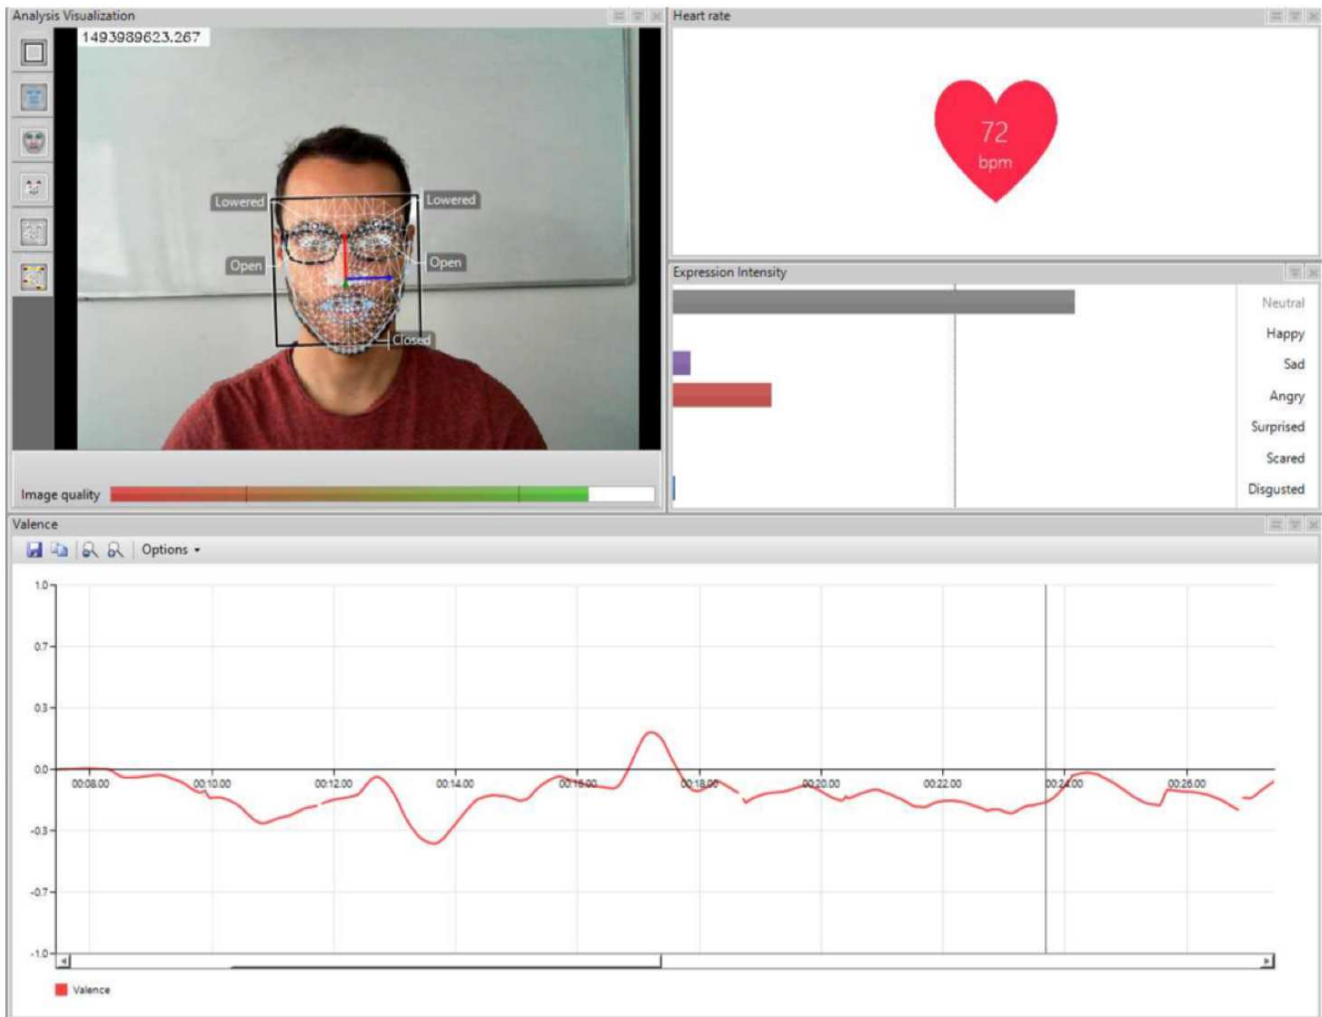 Analysis Visualization
1493989623.267
Lowered
Lowered
Open
Open
Closed
Image quality
Heart rate
72
bpm
Expression Intensity
Neutral
Happy
Sad
Angry
Surprised
Scared
Disgusted
Valence
Options
1.0
0.7
0.3
0.0
-0.3
-0.7
-1.0
00:08.00 00:10.00 00:12.00 00:14.00 00:16.00 00:18.00 00:20.00 00:22.00 00:24.00 00:26.00
Valence